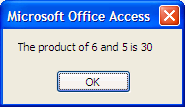 Microsoft Office Access
The product of 6 and 5 is 30
OK